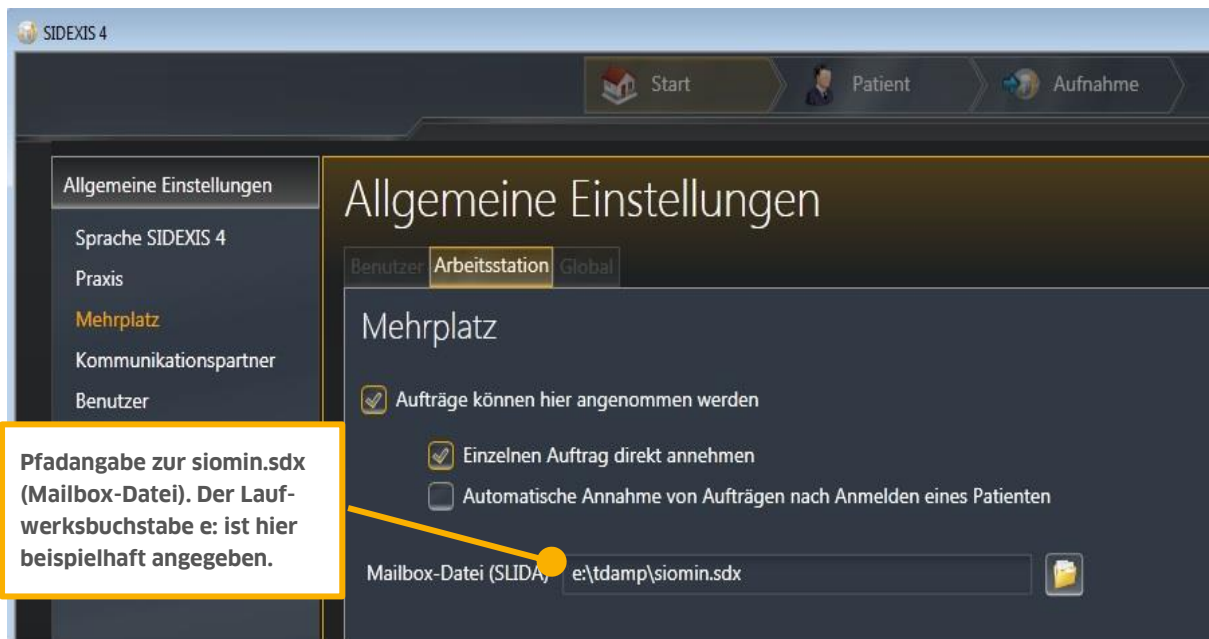 SIDEXIS 4
Start
Patient
Aufnahme
Allgemeine Einstellungen
Sprache SIDEXIS 4
Praxis
Mehrplatz
Kommunikationspartner
Benutzer
Pfadangabe zur siomin.sdx
(Mailbox-Datei). Der Lauf-
werksbuchstabe e: ist hier
beispielhaft angegeben.
Allgemeine Einstellungen
Benutzer Arbeitsstation Global
Mehrplatz
Aufträge können hier angenommen werden
Einzelnen Auftrag direkt annehmen
Automatische Annahme von Aufträgen nach Anmelden eines Patienten
Mailbox-Datei (SLIDA) e:\tdamp\siomin.sdx